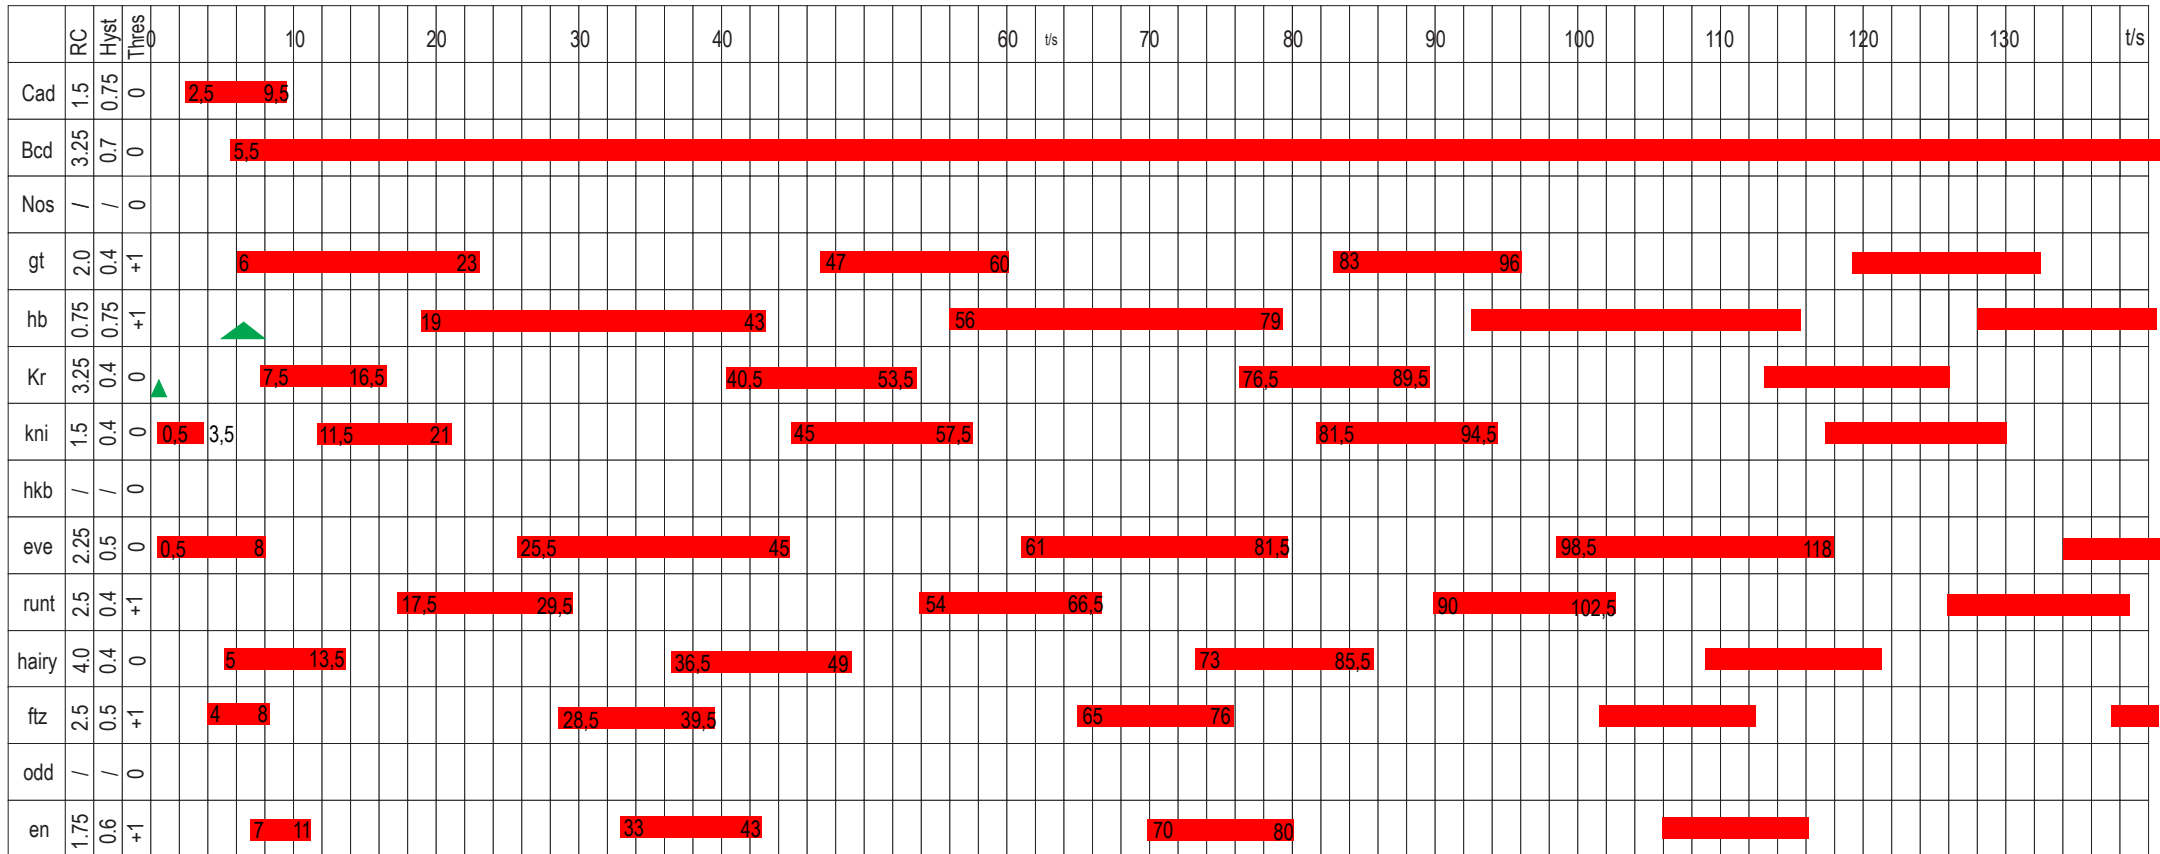 RC Hyst Thres 0 10 20 30 40 60 t/s 70 80 90 100 110 120 130 t/s
Cad 1.5 0.75 0 2,5 9,5
Bcd 3.25 0.7 0 5,5
Nos / / 0
gt 2.0 0.4 +1 6 23 47 60 83 96
hb 0.75 0.75 +1 19 43 56 79
Kr 3.25 0.4 0 7,5 16,5 40,5 53,5 76,5 89,5
kni 1.5 0.4 0 0,5 3,5 11,5 21 45 57,5 81,5 94,5
hkb / / 0
eve 2.25 0.5 0 0,5 8 25,5 45 61 81,5 98,5 118
runt 2.5 0.4 +1 17,5 29,5 54 66,5 90 102,5
hairy 4.0 0.4 0 5 13,5 36,5 49 73 85,5
ftz 2.5 0.5 +1 4 8 28,5 39,5 65 76
odd / / 0
en 1.75 0.6 +1 7 11 33 43 70 80